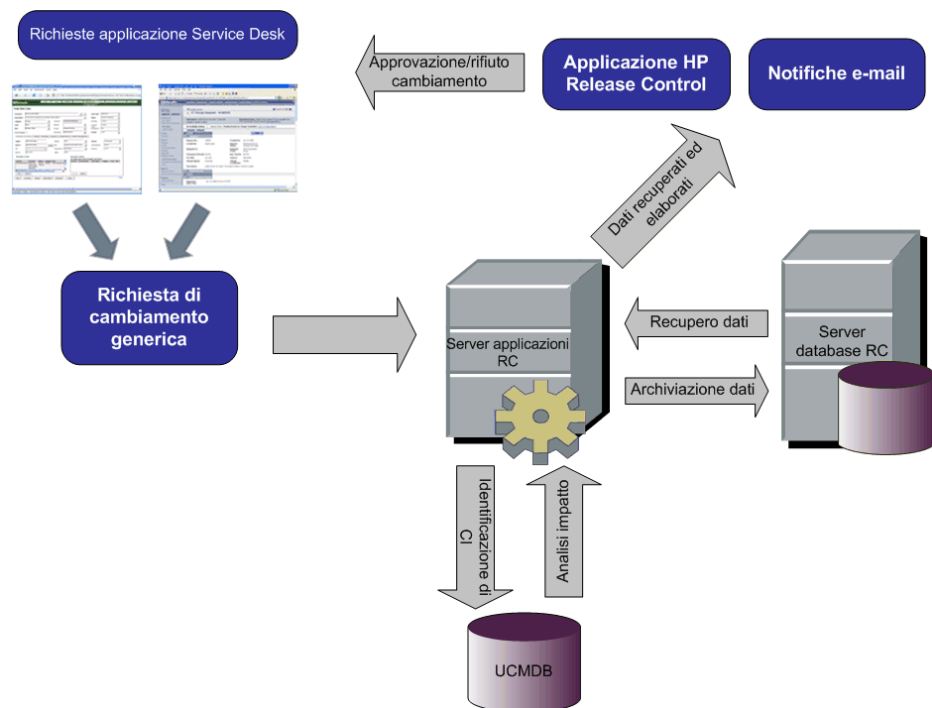 Richieste applicazione Service Desk
Approvazione/rifiuto
cambiamento
Applicazione HP
Release Control
Notifiche e-mail
Dati recuperati ed
elaborati
Richiesta di
cambiamento
generica
Server applicazioni
RC
Recupero dati
Server
database RC
Archiviazione dati
Identificazione di
CI
Analisi impatto
UCMDB